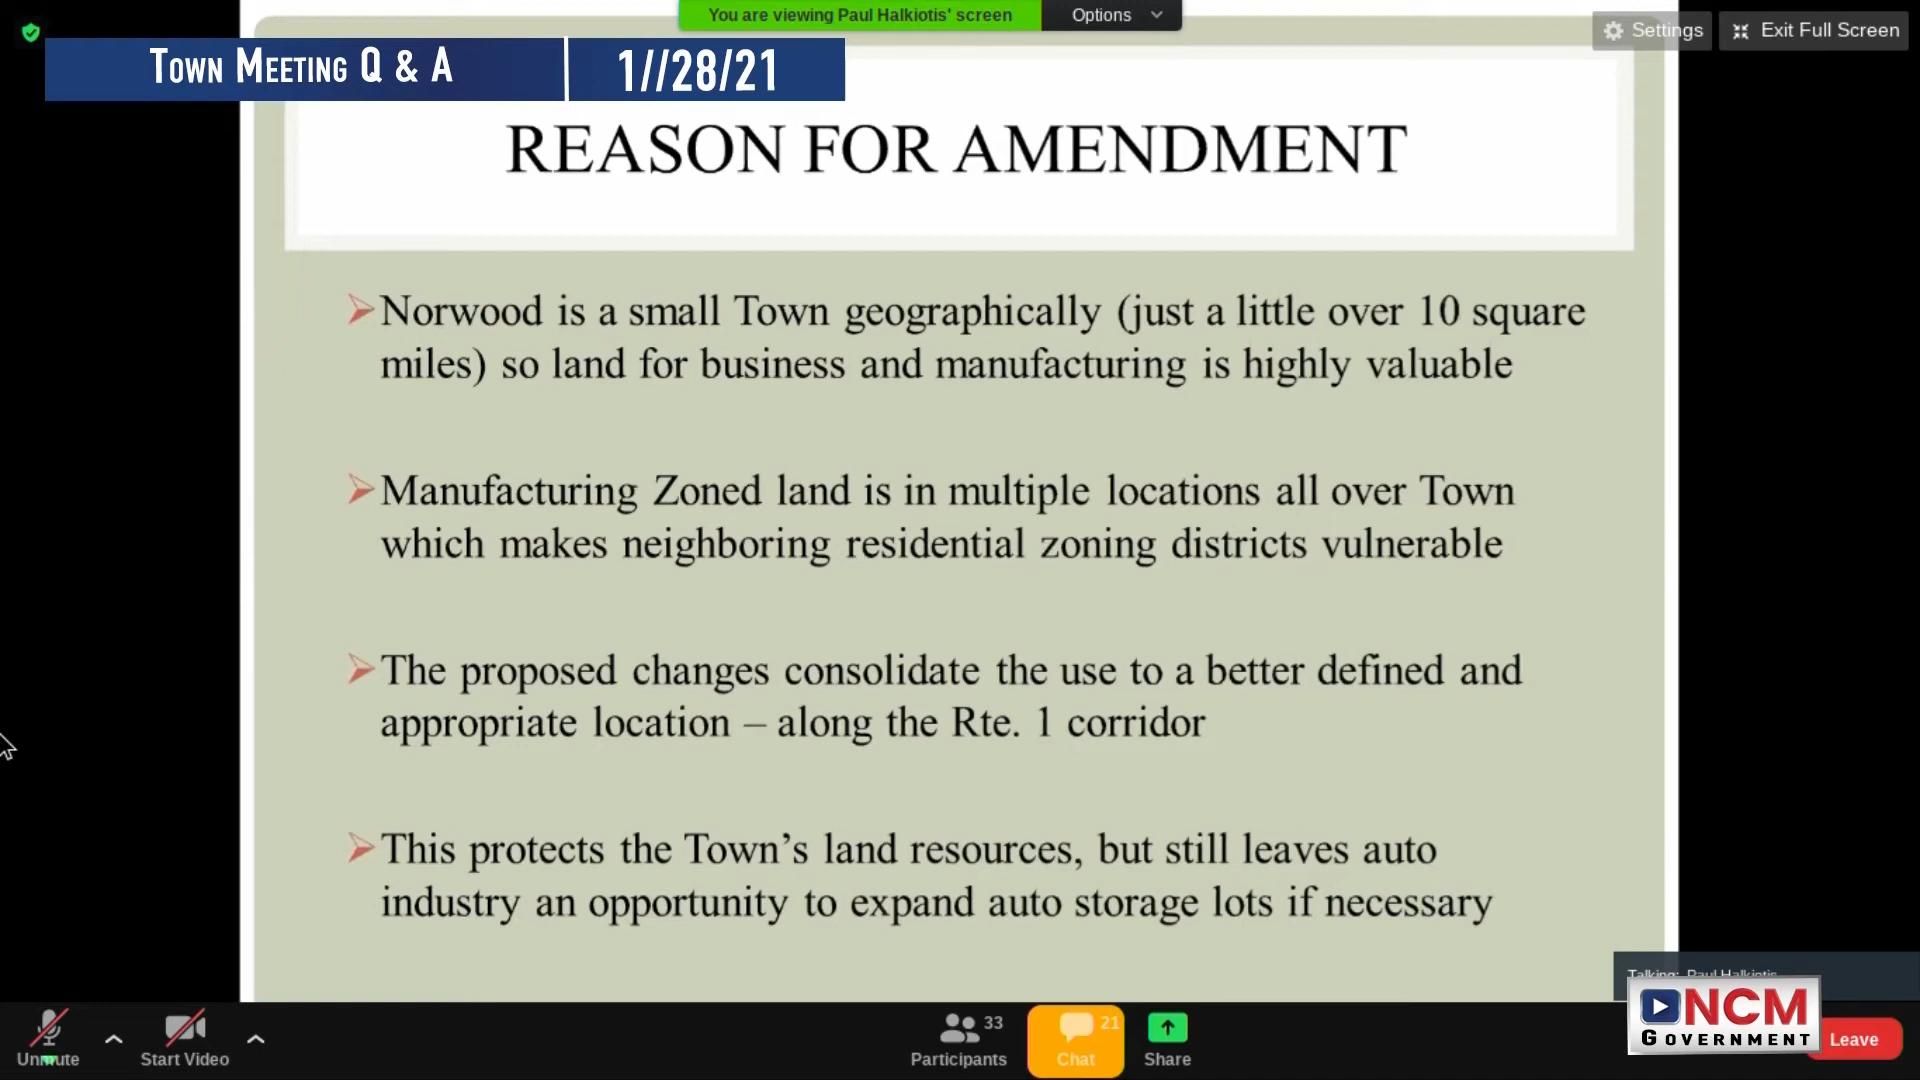 You are viewing Paul Halkiotis' screen
Options
Settings
Exit Full Screen
Town Meeting Q & A
1//28/21
REASON FOR AMENDMENT
Norwood is a small Town geographically (just a little over 10 square
miles) so land for business and manufacturing is highly valuable
Manufacturing Zoned land is in multiple locations all over Town
which makes neighboring residential zoning districts vulnerable
The proposed changes consolidate the use to a better defined and
appropriate location – along the Rte. 1 corridor
This protects the Town’s land resources, but still leaves auto
industry an opportunity to expand auto storage lots if necessary
Talking: Paul Halkiotis
NCM
GOVERNMENT
Unmute
Start Video
33
Participants
21
Chat
Share
Leave